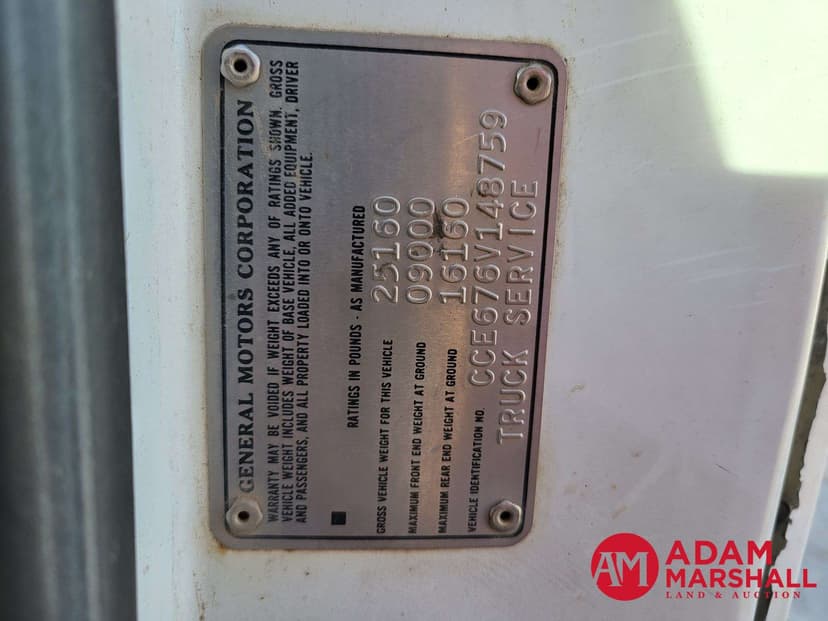 GENERAL MOTORS CORPORATION
WARRANTY MAY BE VOIDED IF WEIGHT EXCEEDS ANY OF RATINGS SHOWN. GROSS
VEHICLE WEIGHT INCLUDES WEIGHT OF BASE VEHICLE, ALL ADDED EQUIPMENT, DRIVER
AND PASSENGERS, AND ALL PROPERTY LOADED INTO OR ONTO VEHICLE.
RATINGS IN POUNDS - AS MANUFACTURED
GROSS VEHICLE WEIGHT FOR THIS VEHICLE 25160
MAXIMUM FRONT END WEIGHT AT GROUND 09000
MAXIMUM REAR END WEIGHT AT GROUND 16160
VEHICLE IDENTIFICATION NO. CCE676V148759
TRUCK SERVICE
AM ADAM
MARSHALL
LAND & AUCTION